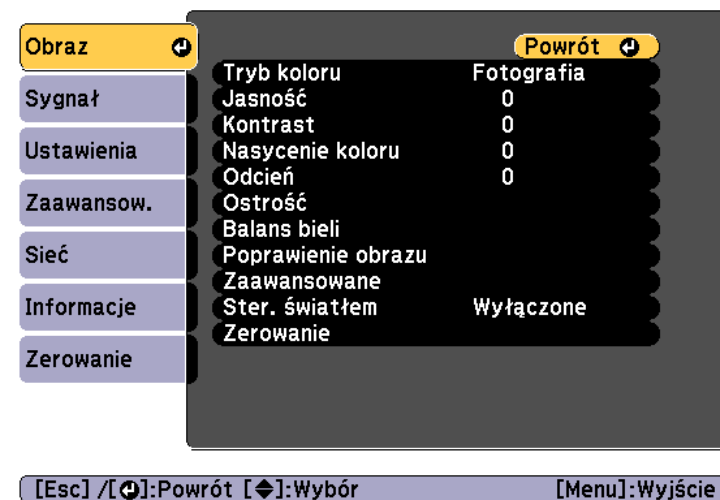 Obraz
Sygnał
Ustawienia
Zaawansow.
Sieć
Informacje
Zerowanie
Powrót
Tryb koloru Fotografia
Jasność 0
Kontrast 0
Nasycenie koloru 0
Odcień 0
Ostrość
Balans bieli
Poprawienie obrazu
Zaawansowane
Ster. światłem Wyłączone
Zerowanie
[Esc] /[⏎]:Powrót [◆]:Wybór [Menu]:Wyjście